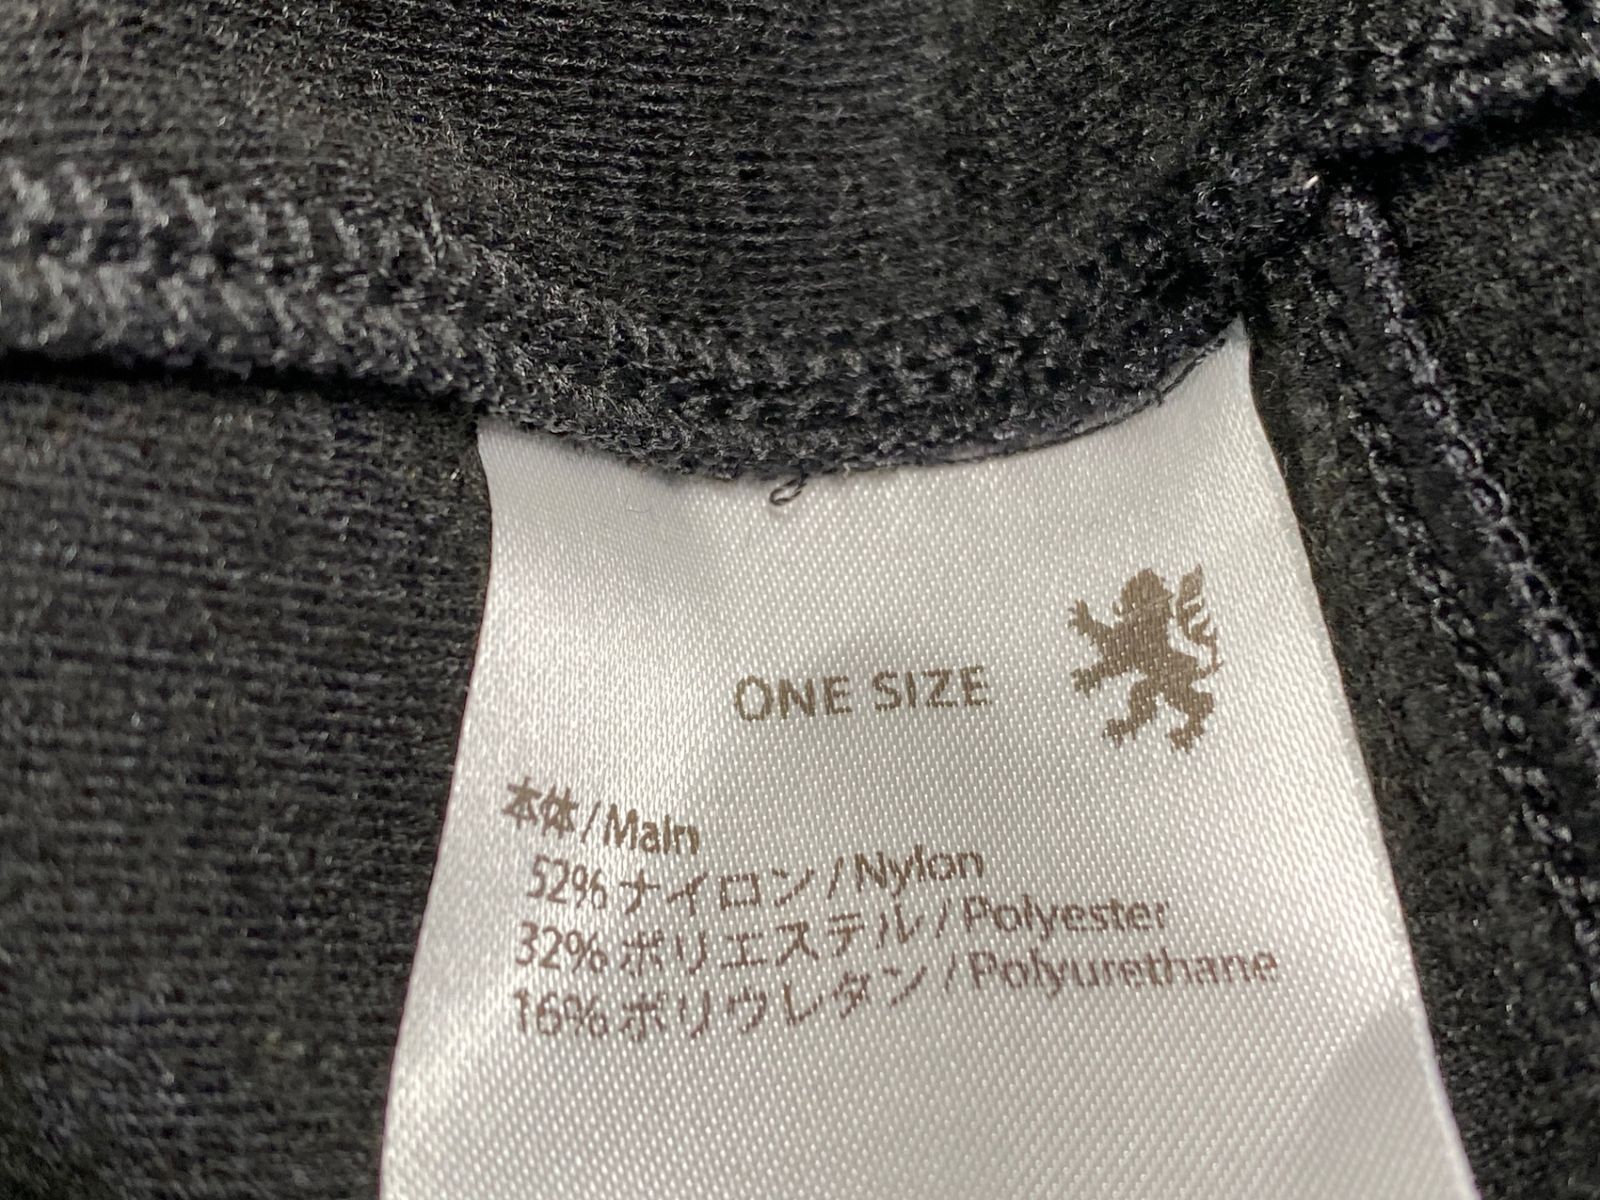 ONE SIZE
本体/Main
52%ナイロン/Nylon
32%ポリエステル/Polyester
16%ポリウレタン/Polyurethane